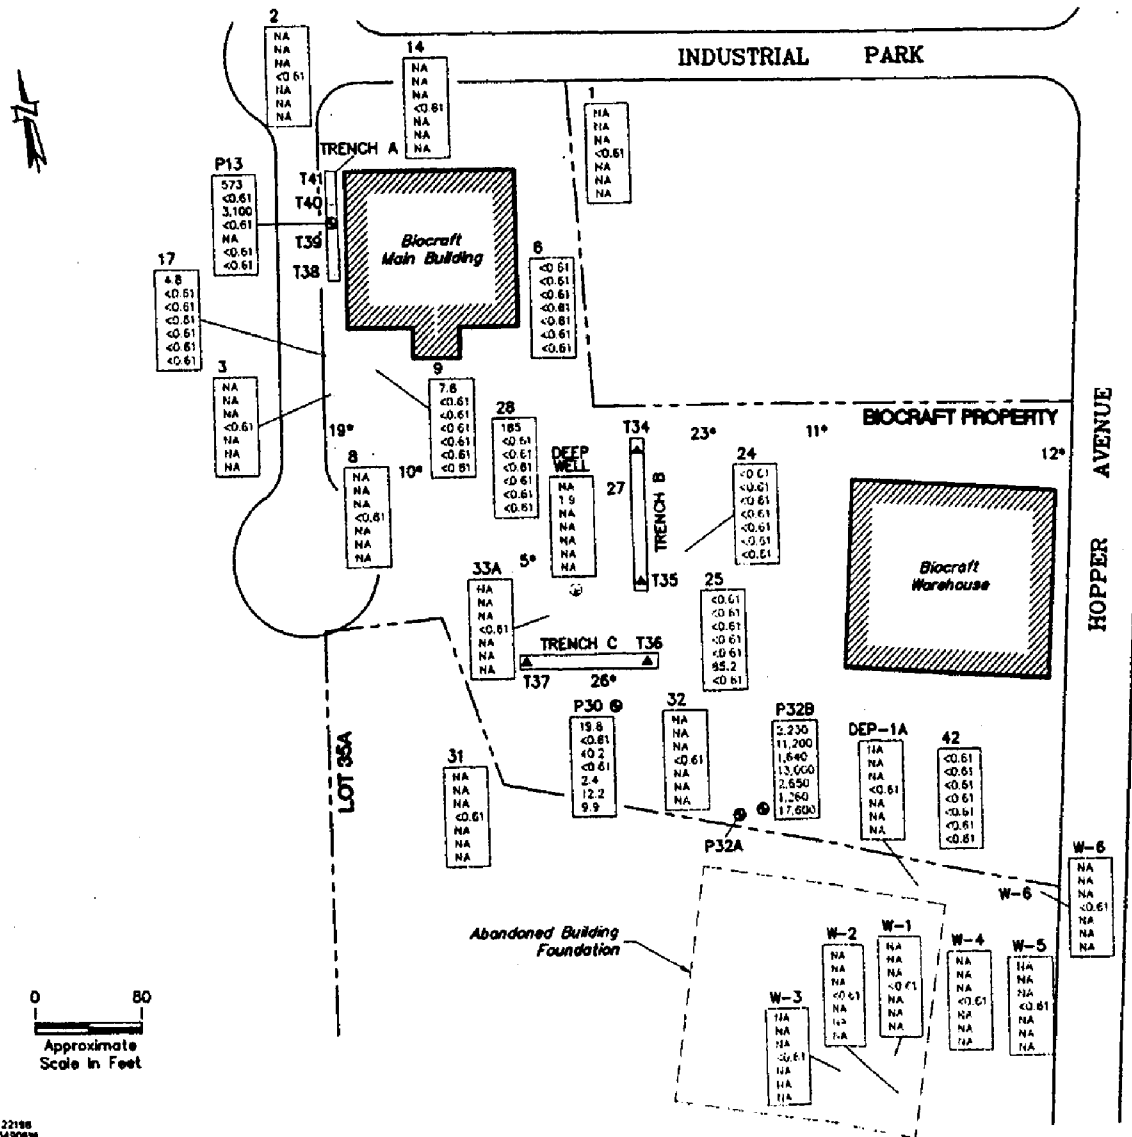 INDUSTRIAL PARK
2
NA
NA
NA
<0.61
NA
NA
NA
14
NA
NA
NA
<0.61
NA
NA
NA
1
NA
NA
NA
<0.61
NA
NA
NA
TRENCH A
P13
573
<0.61
3,100
<0.61
NA
<0.61
<0.61
T41
T40
T39
T38
Biocraft
Main Building
17
4.8
<0.61
<0.61
<0.61
<0.61
<0.61
<0.61
6
<0.61
<0.61
<0.61
<0.61
<0.61
<0.61
<0.61
3
NA
NA
NA
<0.61
NA
NA
NA
9
7.6
<0.61
<0.61
<0.61
<0.61
<0.61
<0.61
28
185
<0.61
<0.61
<0.61
<0.61
<0.61
<0.61
19*
10*
8
NA
NA
NA
<0.61
NA
NA
NA
DEEP
WELL
NA
1.9
NA
NA
NA
NA
NA
T34
27
TRENCH B
T35
23*
11*
BIOCRAFT PROPERTY
12*
HOPPER AVENUE
24
<0.61
<0.61
<0.61
<0.61
<0.61
<0.61
<0.61
Biocraft
Warehouse
5*
33A
NA
NA
NA
<0.61
NA
NA
NA
25
<0.61
<0.61
<0.61
<0.61
<0.61
85.2
<0.61
TRENCH C
T36
T37
26*
LOT 35A
P30
19.8
<0.61
40.2
<0.61
2.4
12.2
9.9
32
NA
NA
NA
<0.61
NA
NA
NA
P32B
11,200
1,640
13,000
2,650
1,260
17,600
P32A
DEP-1A
NA
NA
NA
<0.61
NA
NA
NA
42
<0.61
<0.61
<0.61
<0.61
<0.61
<0.61
<0.61
31
NA
NA
NA
<0.61
NA
NA
NA
W-6
W-6
NA
NA
NA
<0.61
NA
NA
NA
Abandoned Building
Foundation
W-3
NA
NA
NA
<0.61
NA
NA
NA
W-2
NA
NA
NA
<0.61
NA
NA
NA
W-1
NA
NA
NA
<0.61
NA
NA
NA
W-4
NA
NA
NA
<0.61
NA
NA
NA
W-5
NA
NA
NA
<0.61
NA
NA
NA
0 80
Approximate
Scale In Feet
22196